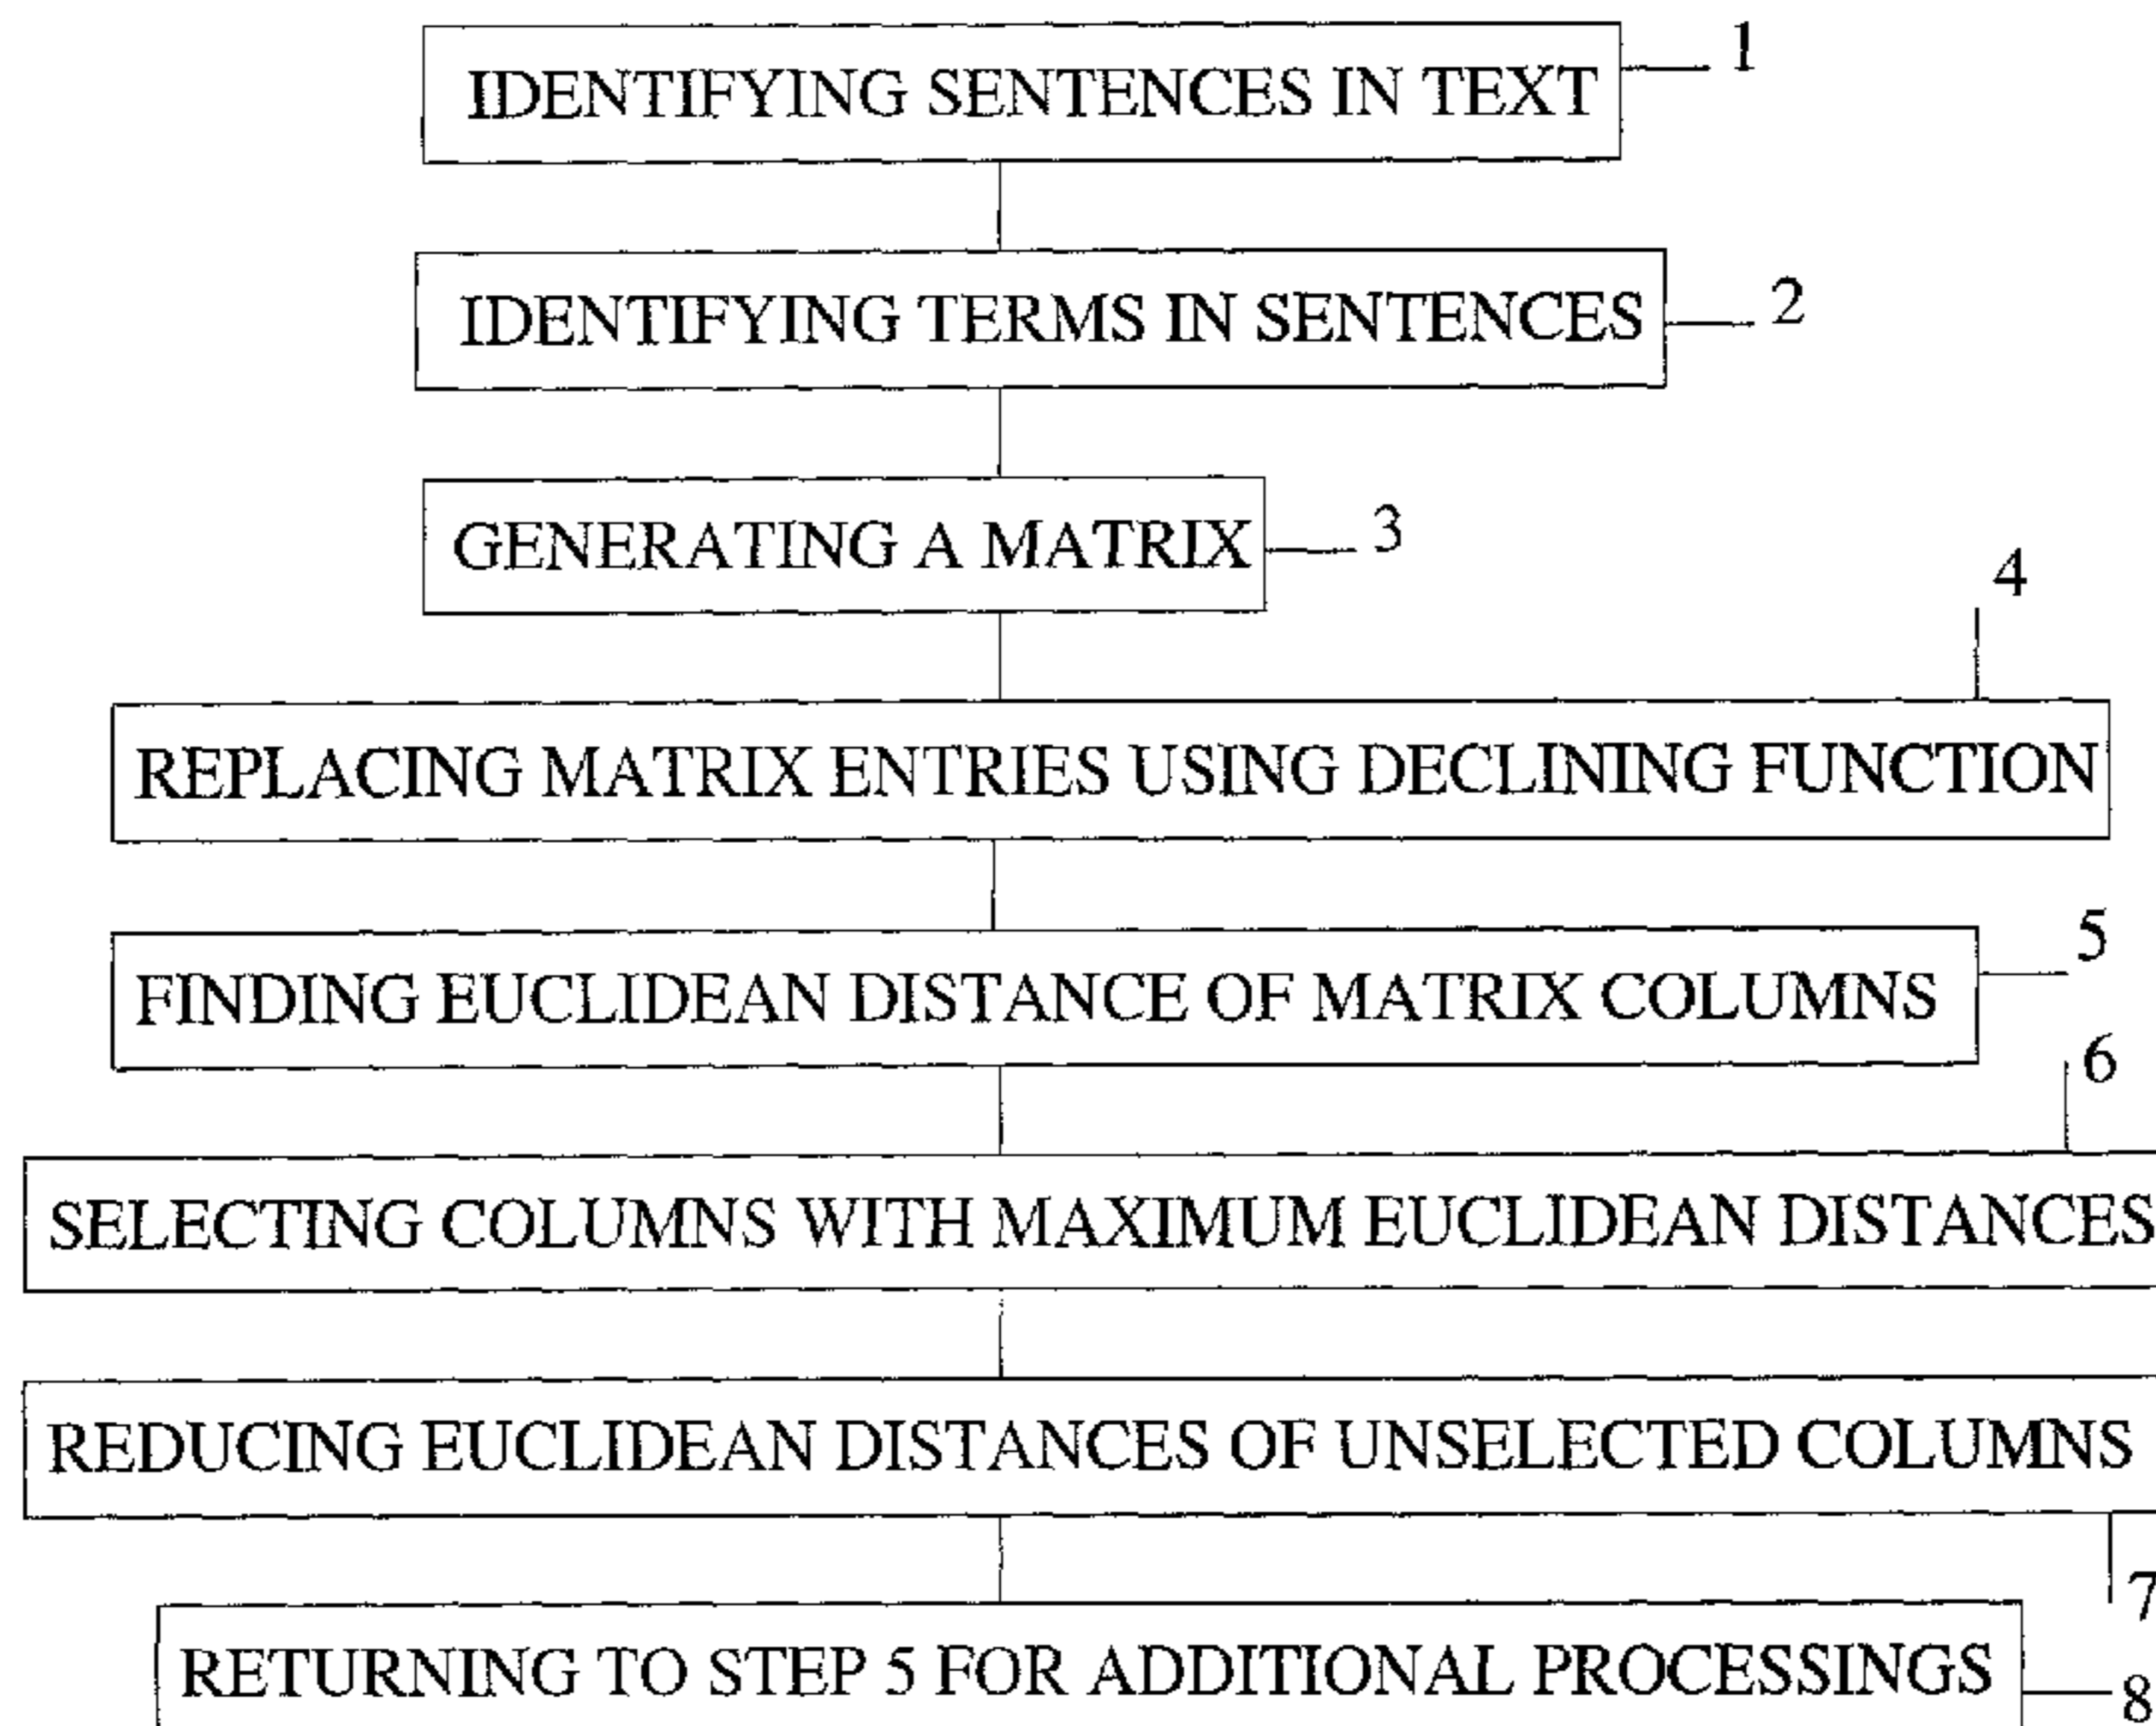 IDENTIFYING SENTENCES IN TEXT 1
IDENTIFYING TERMS IN SENTENCES 2
GENERATING A MATRIX 3
4
REPLACING MATRIX ENTRIES USING DECLINING FUNCTION
5
FINDING EUCLIDEAN DISTANCE OF MATRIX COLUMNS
6
SELECTING COLUMNS WITH MAXIMUM EUCLIDEAN DISTANCES
REDUCING EUCLIDEAN DISTANCES OF UNSELECTED COLUMNS
7
RETURNING TO STEP 5 FOR ADDITIONAL PROCESSINGS
8